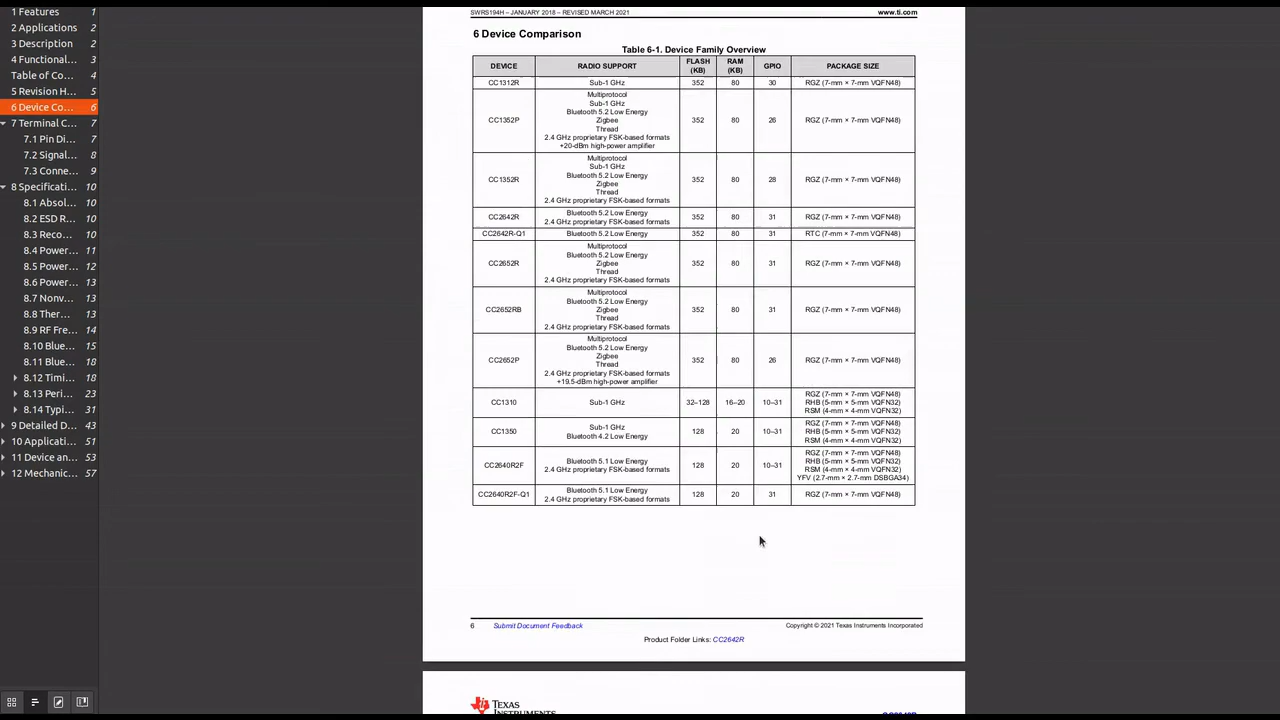 1 Features 1
2 Applications 2
3 Description 2
4 Functional... 3
Table of Co... 4
5 Revision H... 5
6 Device Co... 6
7 Terminal C... 7
7.1 Pin Di... 7
7.2 Signal... 8
7.3 Conne... 9
8 Specificati... 10
8.1 Absol... 10
8.2 ESD R... 10
8.3 Reco... 10
8.4 Power... 11
8.5 Power... 12
8.6 Power... 13
8.7 Nonv... 13
8.8 Ther... 13
8.9 RF Fre... 14
8.10 Blue... 15
8.11 Blue... 18
8.12 Timi... 18
8.13 Peri... 23
8.14 Typi... 31
9 Detailed D... 43
10 Applicati... 51
11 Device an... 53
12 Mechanic... 57
SWRS194H – JANUARY 2018 – REVISED MARCH 2021 www.ti.com
6 Device Comparison
Table 6-1. Device Family Overview
DEVICE RADIO SUPPORT FLASH (KB) RAM (KB) GPIO PACKAGE SIZE
CC1312R Sub-1 GHz 352 80 30 RGZ (7-mm × 7-mm VQFN48)
Multiprotocol
Sub-1 GHz
Bluetooth 5.2 Low Energy
Zigbee
CC1352P 352 80 26 RGZ (7-mm × 7-mm VQFN48)
Thread
2.4 GHz proprietary FSK-based formats
+20-dBm high-power amplifier
Multiprotocol
Sub-1 GHz
Bluetooth 5.2 Low Energy
CC1352R 352 80 28 RGZ (7-mm × 7-mm VQFN48)
Zigbee
Thread
2.4 GHz proprietary FSK-based formats
Bluetooth 5.2 Low Energy
CC2642R 352 80 31 RGZ (7-mm × 7-mm VQFN48)
2.4 GHz proprietary FSK-based formats
CC2642R-Q1 Bluetooth 5.2 Low Energy 352 80 31 RTC (7-mm × 7-mm VQFN48)
Multiprotocol
Bluetooth 5.2 Low Energy
CC2652R Zigbee 352 80 31 RGZ (7-mm × 7-mm VQFN48)
Thread
2.4 GHz proprietary FSK-based formats
Multiprotocol
Bluetooth 5.2 Low Energy
CC2652RB Zigbee 352 80 31 RGZ (7-mm × 7-mm VQFN48)
Thread
2.4 GHz proprietary FSK-based formats
Multiprotocol
Bluetooth 5.2 Low Energy
Zigbee
CC2652P 352 80 26 RGZ (7-mm × 7-mm VQFN48)
Thread
2.4 GHz proprietary FSK-based formats
+19.5-dBm high-power amplifier
RGZ (7-mm × 7-mm VQFN48)
CC1310 Sub-1 GHz 32–128 16–20 10–31 RHB (5-mm × 5-mm VQFN32)
RSM (4-mm × 4-mm VQFN32)
Sub-1 GHz RGZ (7-mm × 7-mm VQFN48)
CC1350 128 20 10–31 RHB (5-mm × 5-mm VQFN32)
Bluetooth 4.2 Low Energy RSM (4-mm × 4-mm VQFN32)
RGZ (7-mm × 7-mm VQFN48)
Bluetooth 5.1 Low Energy RHB (5-mm × 5-mm VQFN32)
CC2640R2F 128 20 10–31
2.4 GHz proprietary FSK-based formats RSM (4-mm × 4-mm VQFN32)
YFV (2.7-mm × 2.7-mm DSBGA34)
Bluetooth 5.1 Low Energy
CC2640R2F-Q1 128 20 31 RGZ (7-mm × 7-mm VQFN48)
2.4 GHz proprietary FSK-based formats
6 Submit Document Feedback Copyright © 2021 Texas Instruments Incorporated
Product Folder Links: CC2642R
TEXAS
INSTRUMENTS